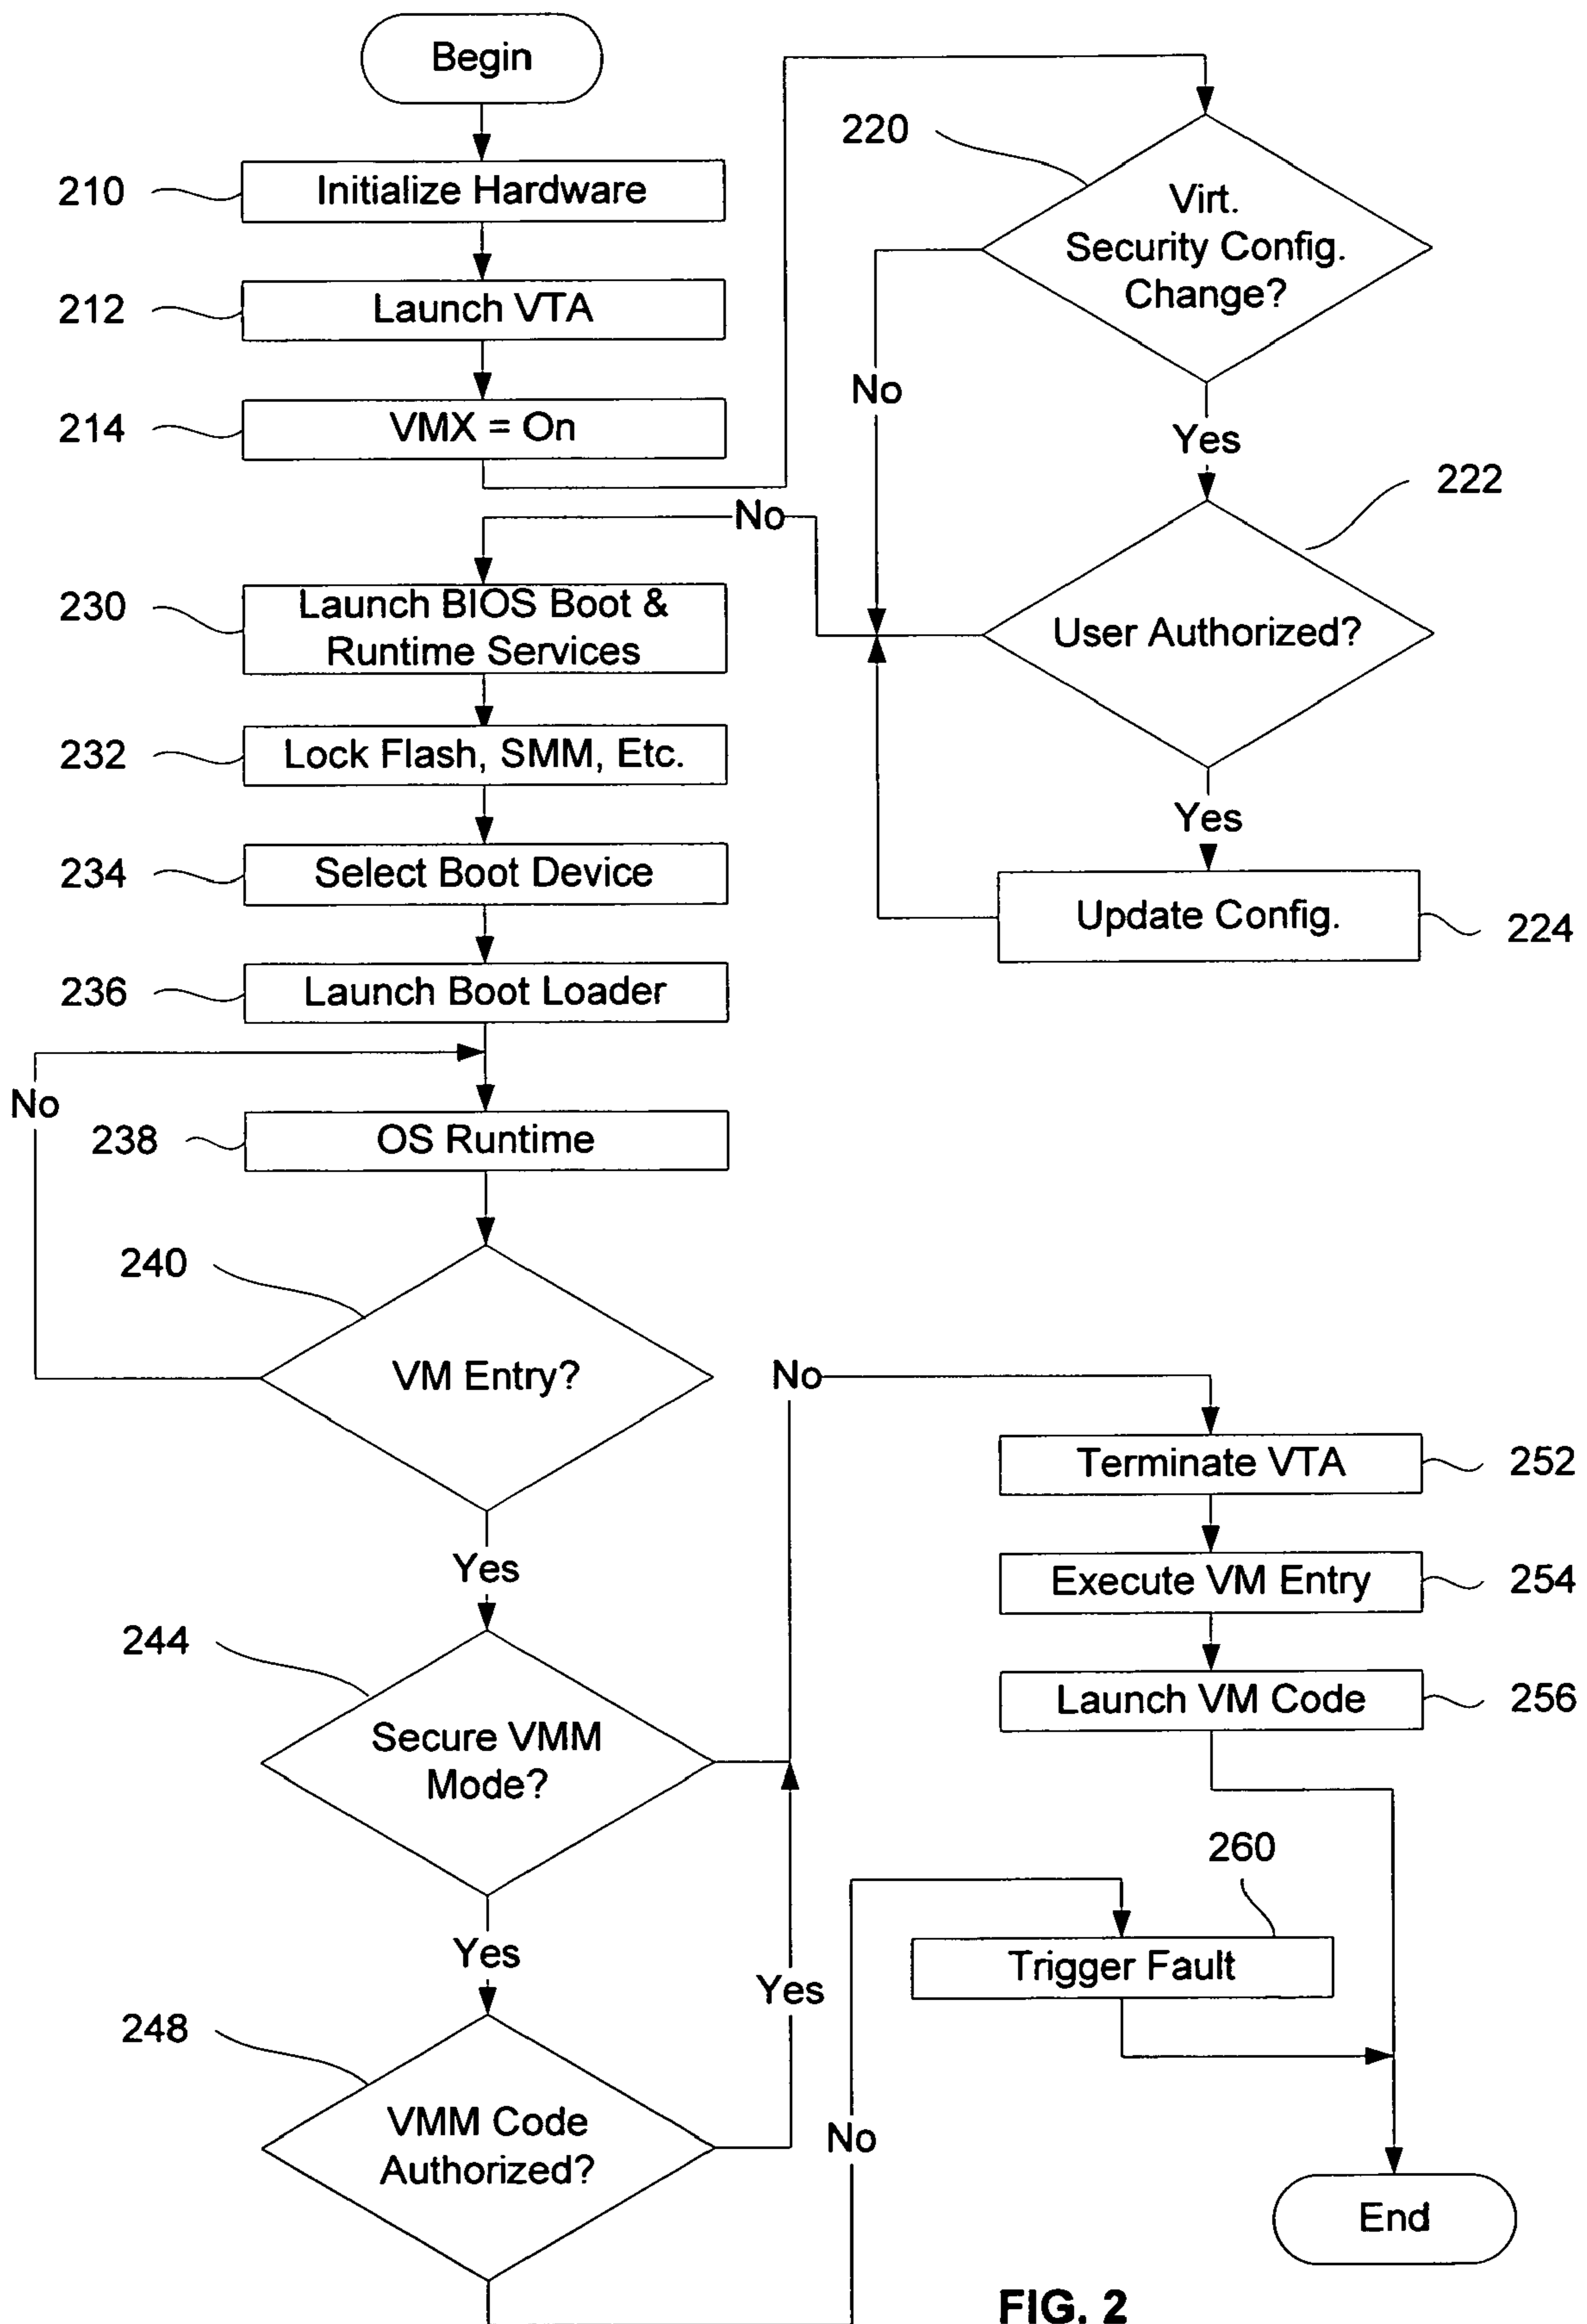 Begin
210
Initialize Hardware
212
Launch VTA
214
VMX = On
220
Virt.
Security Config.
Change?
No
Yes
222
User Authorized?
No
Yes
Update Config.
224
230
Launch BIOS Boot &
Runtime Services
232
Lock Flash, SMM, Etc.
234
Select Boot Device
236
Launch Boot Loader
No
238
OS Runtime
240
VM Entry?
Yes
244
Secure VMM
Mode?
No
Yes
248
VMM Code
Authorized?
Yes
No
Terminate VTA
252
Execute VM Entry
254
Launch VM Code
256
260
Trigger Fault
End
FIG. 2